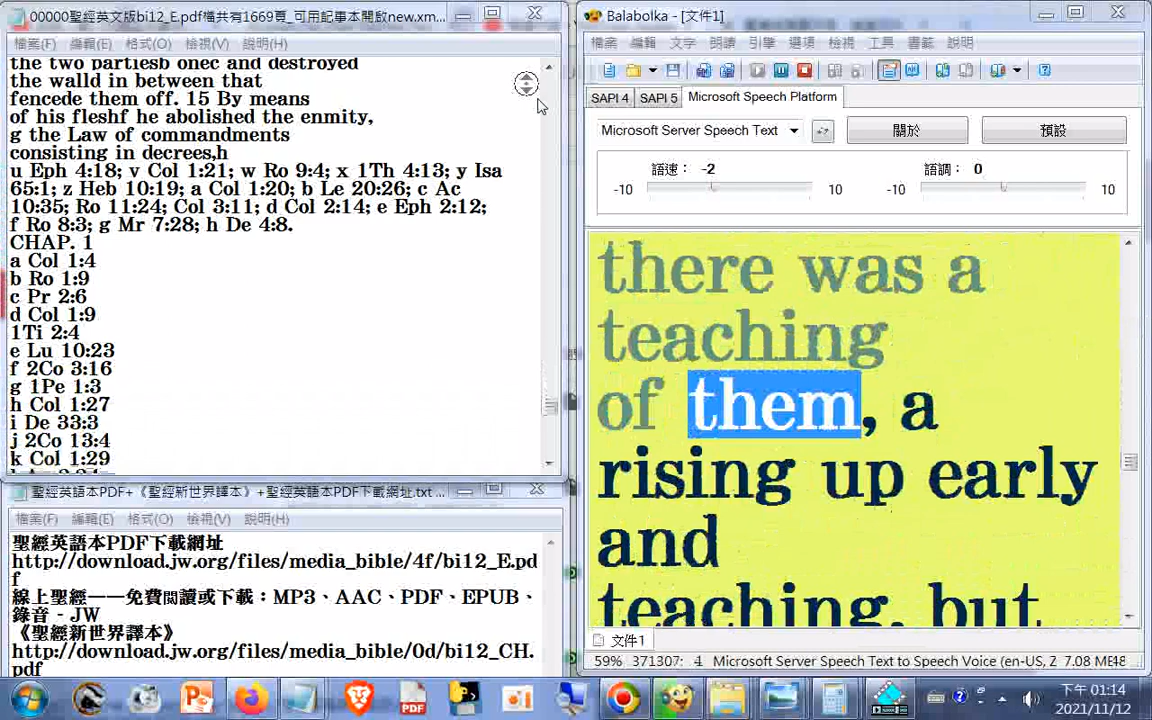 00000聖經英文版bi12_E.pdf檔共有1669頁_可用記事本開啟new.xm...
檔案(F) 編輯(E) 格式(O) 檢視(V) 說明(H)
the two partiesb onec and destroyed
the walld in between that
fencede them off. 15 By means
of his fleshf he abolished the enmity,
g the Law of commandments
consisting in decrees,h
u Eph 4:18; v Col 1:21; w Ro 9:4; x 1Th 4:13; y Isa
65:1; z Heb 10:19; a Col 1:20; b Le 20:26; c Ac
10:35; Ro 11:24; Col 3:11; d Col 2:14; e Eph 2:12;
f Ro 8:3; g Mr 7:28; h De 4:8.
CHAP. 1
a Col 1:4
b Ro 1:9
c Pr 2:6
d Col 1:9
1Ti 2:4
e Lu 10:23
f 2Co 3:16
g 1Pe 1:3
h Col 1:27
i De 33:3
j 2Co 13:4
k Col 1:29
聖經英語本PDF+《聖經新世界譯本》+聖經英語本PDF下載網址.txt ...
檔案(F) 編輯(E) 格式(O) 檢視(V) 說明(H)
聖經英語本PDF下載網址
http://download.jw.org/files/media_bible/4f/bi12_E.pd
f
線上聖經──免費閱讀或下載：MP3、AAC、PDF、EPUB、
錄音 - JW
《聖經新世界譯本》
http://download.jw.org/files/media_bible/0d/bi12_CH.
pdf
Balabolka - [文件1]
檔案 編輯 文字 朗讀 引擎 選項 檢視 工具 書籤 說明
SAPI 4 SAPI 5 Microsoft Speech Platform
Microsoft Server Speech Text 關於 預設
語速： -2 語調： 0
-10 10 -10 10
there was a
teaching
of them, a
rising up early
and
teaching, but
文件1
59% 371307: 4 Microsoft Server Speech Text to Speech Voice (en-US, Z 7.08 ME48
下午 01:14
2021/11/12